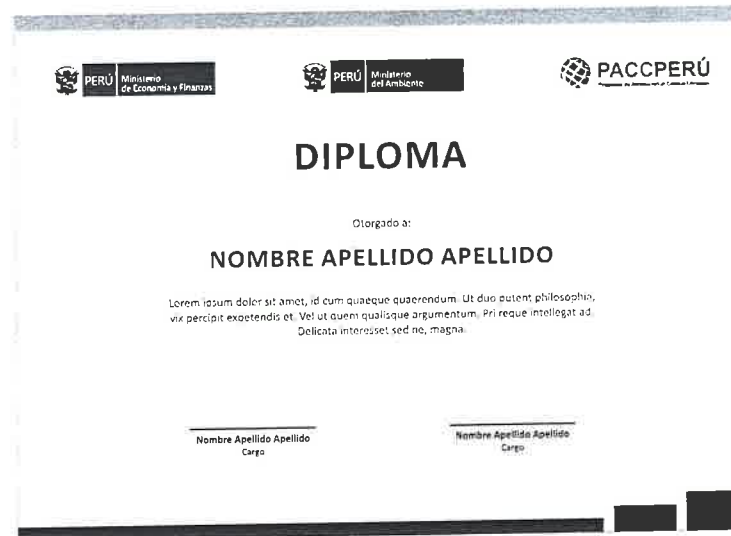 PERÚ Ministerio de Economía y Finanzas
PERÚ Ministerio del Ambiente
PACCPERÚ
DIPLOMA
Otorgado a:
NOMBRE APELLIDO APELLIDO
Lorem ipsum dolor sit amet, id cum quaeque quaerendum. Ut duo putent philosophia,
vix percipit expetendis et. Vel ut quem qualisque argumentum. Pri reque intellegat ad.
Delicata interesset sed ne, magna.
Nombre Apellido Apellido
Cargo
Nombre Apellido Apellido
Cargo